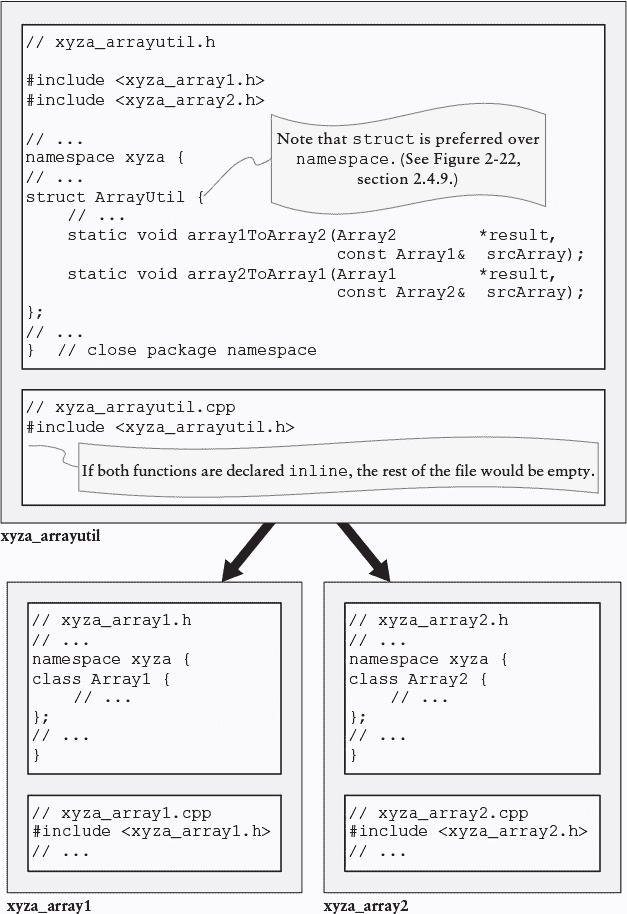 // xyza_arrayutil.h
#include <xyza_array1.h>
#include <xyza_array2.h>
// ...
namespace xyza {
// ...
struct ArrayUtil {
Note that struct is preferred over
namespace. (See Figure 2-22,
section 2.4.9.)
// ...
static void array1ToArray2(Array2 *result,
const Array1& srcArray);
static void array2ToArray1(Array1 *result,
const Array2& srcArray);
};
// ...
} // close package namespace
// xyza_arrayutil.cpp
#include <xyza_arrayutil.h>
If both functions are declared inline, the rest of the file would be empty.
xyza_arrayutil
// xyza_array1.h
// ...
namespace xyza {
class Array1 {
// ...
};
// ...
}
// xyza_array1.cpp
#include <xyza_array1.h>
// ...
xyza_array1
// xyza_array2.h
// ...
namespace xyza {
class Array2 {
// ...
};
// ...
}
// xyza_array2.cpp
#include <xyza_array2.h>
// ...
xyza_array2